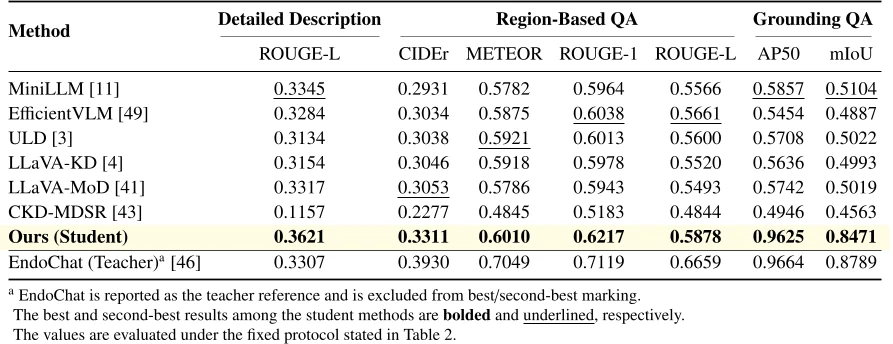 Method Detailed Description Region-Based QA Grounding QA
ROUGE-L CIDEr METEOR ROUGE-1 ROUGE-L AP50 mIoU
MiniLLM [11] 0.3345 0.2931 0.5782 0.5964 0.5566 0.5857 0.5104
EfficientVLM [49] 0.3284 0.3034 0.5875 0.6038 0.5661 0.5454 0.4887
ULD [3] 0.3134 0.3038 0.5921 0.6013 0.5600 0.5708 0.5022
LLaVA-KD [4] 0.3154 0.3046 0.5918 0.5978 0.5520 0.5636 0.4993
LLaVA-MoD [41] 0.3317 0.3053 0.5786 0.5943 0.5493 0.5742 0.5019
CKD-MDSR [43] 0.1157 0.2277 0.4845 0.5183 0.4844 0.4946 0.4563
Ours (Student) 0.3621 0.3311 0.6010 0.6217 0.5878 0.9625 0.8471
EndoChat (Teacher)a [46] 0.3307 0.3930 0.7049 0.7119 0.6659 0.9664 0.8789
a EndoChat is reported as the teacher reference and is excluded from best/second-best marking.
The best and second-best results among the student methods are bolded and underlined, respectively.
The values are evaluated under the fixed protocol stated in Table 2.